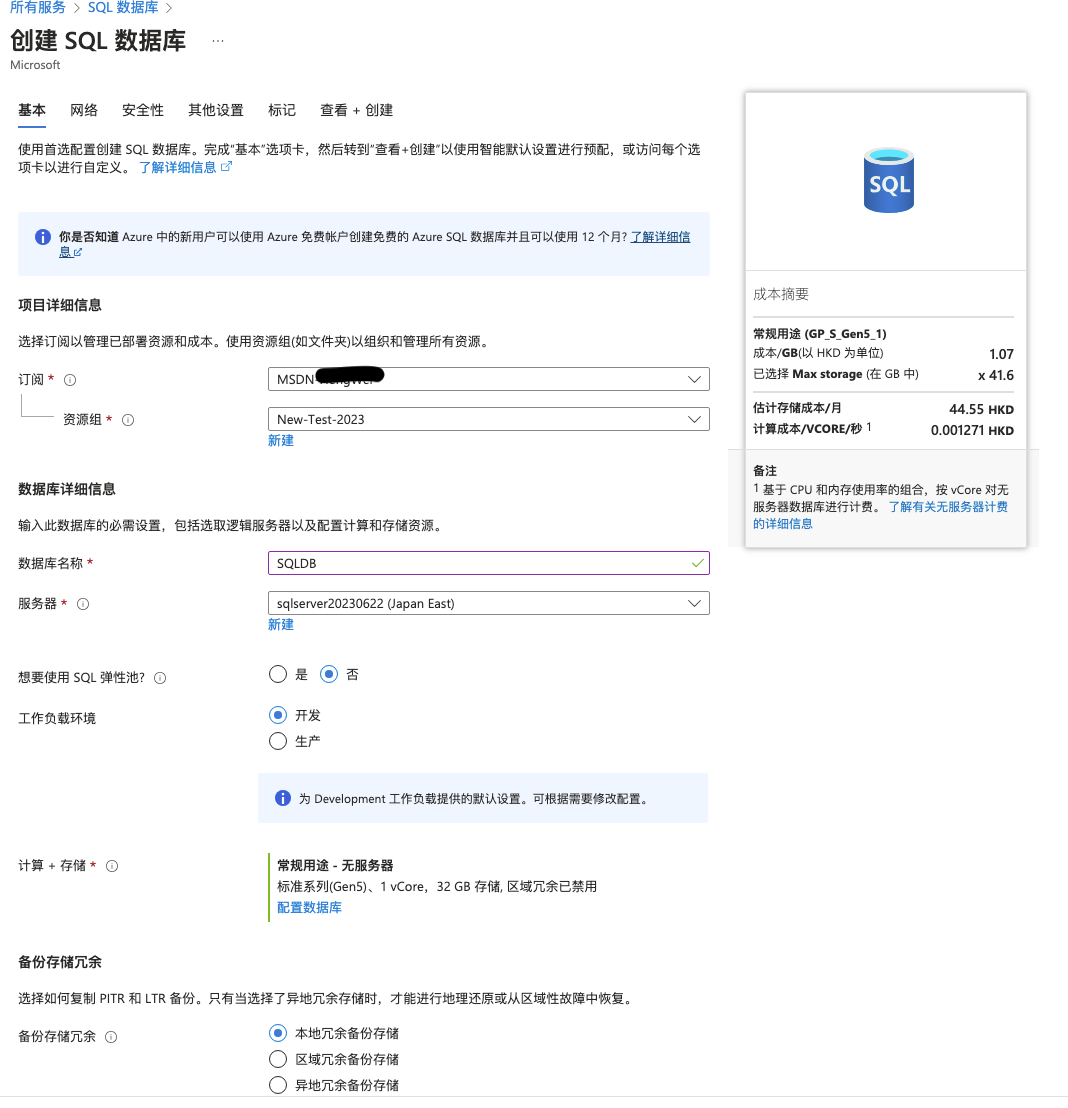 所有服务 > SQL 数据库 >
创建 SQL 数据库 ...
Microsoft
基本 网络 安全性 其他设置 标记 查看 + 创建
使用首选配置创建 SQL 数据库。完成"基本"选项卡，然后转到"查看+创建"以使用智能默认设置进行预配，或访问每个选
项卡以进行自定义。 了解详细信息
你是否知道 Azure 中的新用户可以使用 Azure 免费帐户创建免费的 Azure SQL 数据库并且可以使用 12 个月? 了解详细信
息
项目详细信息
选择订阅以管理已部署资源和成本。使用资源组(如文件夹)以组织和管理所有资源。
订阅 *
MSDN
资源组 *
New-Test-2023
新建
数据库详细信息
输入此数据库的必需设置，包括选取逻辑服务器以及配置计算和存储资源。
数据库名称 *
SQLDB
服务器 *
sqlserver20230622 (Japan East)
新建
想要使用 SQL 弹性池?
是 否
工作负载环境
开发
生产
为 Development 工作负载提供的默认设置。可根据需要修改配置。
计算 + 存储 *
常规用途 - 无服务器
标准系列(Gen5)、1 vCore，32 GB 存储, 区域冗余已禁用
配置数据库
备份存储冗余
选择如何复制 PITR 和 LTR 备份。只有当选择了异地冗余存储时，才能进行地理还原或从区域性故障中恢复。
备份存储冗余
本地冗余备份存储
区域冗余备份存储
异地冗余备份存储
SQL
成本摘要
常规用途 (GP_S_Gen5_1)
成本/GB(以 HKD 为单位) 1.07
已选择 Max storage (在 GB 中) x 41.6
估计存储成本/月 44.55 HKD
计算成本/VCORE/秒 1 0.001271 HKD
备注
1 基于 CPU 和内存使用率的组合，按 vCore 对无
服务器数据库进行计费。 了解有关无服务器计费
的详细信息